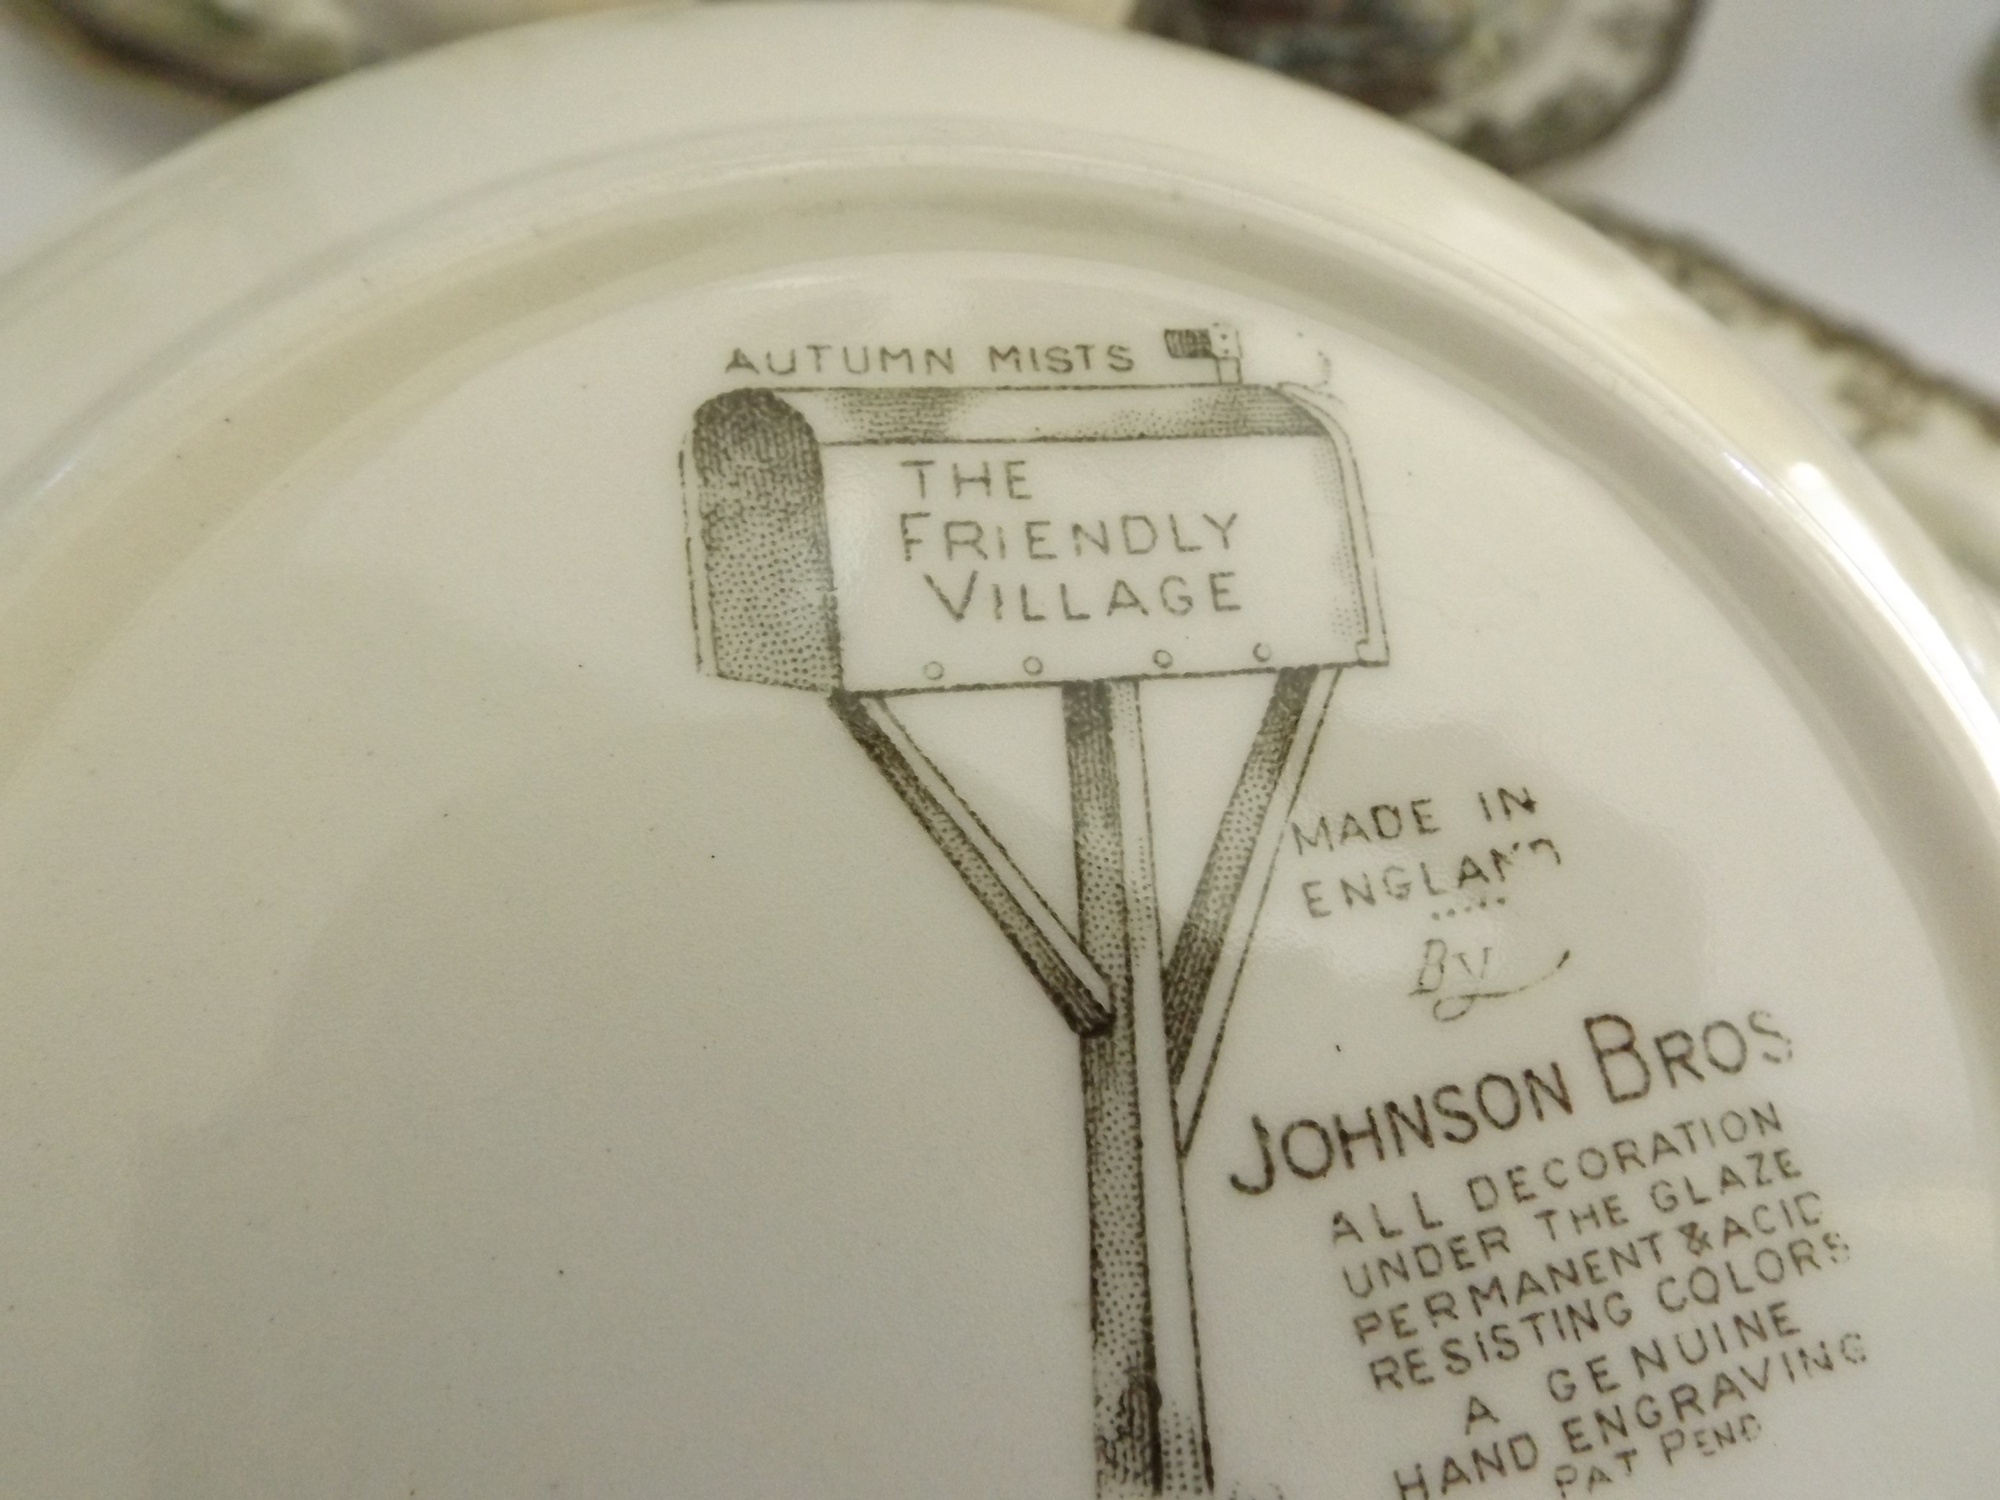 AUTUMN MISTS
THE
FRIENDLY
VILLAGE
MADE IN
ENGLAND
By
JOHNSON BROS
ALL DECORATION
UNDER THE GLAZE
PERMANENT & ACID
RESISTING COLORS
A GENUINE
HAND ENGRAVING
PAT PEND